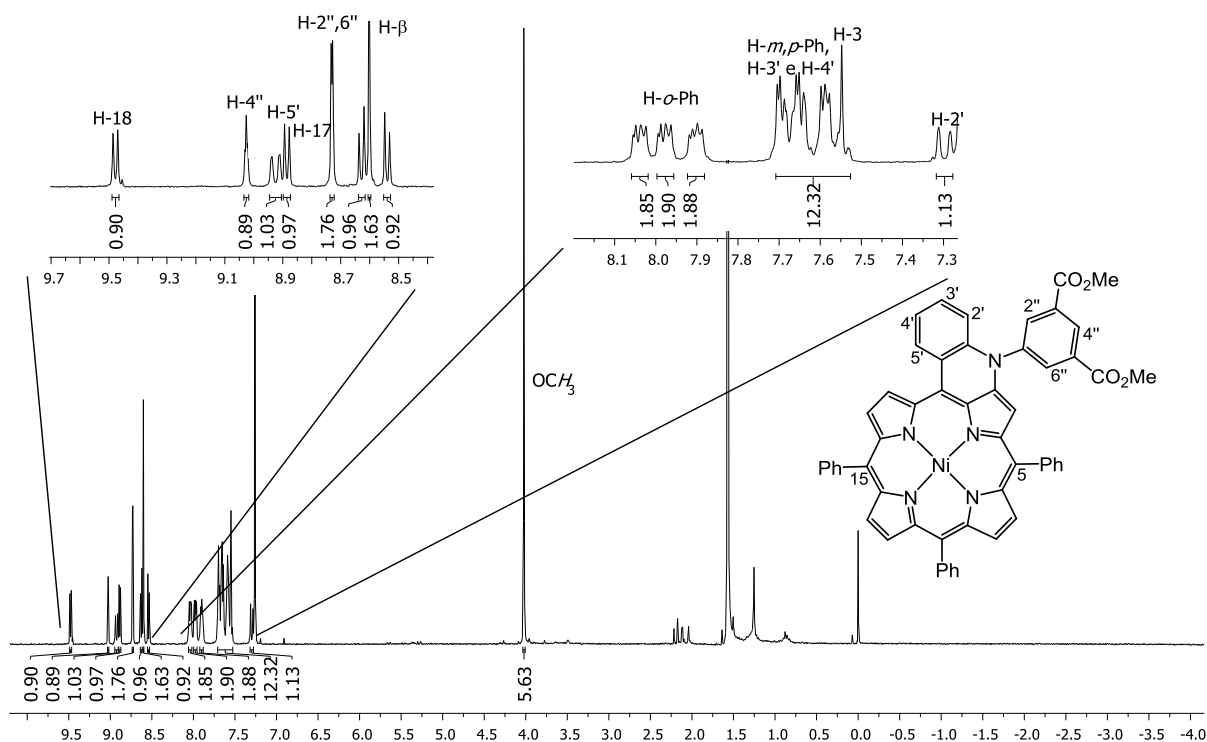 H-18
H-4''
H-5'
H-17
H-2'',6''
H-β
0.90
0.89
1.03
0.97
1.76
0.96
1.63
0.92
9.7 9.5 9.3 9.1 8.9 8.7 8.5
H-o-Ph
H-m,p-Ph,
H-3' e H-4'
H-3
H-2'
1.85
1.90
1.88
12.32
1.13
8.1 8.0 7.9 7.8 7.7 7.6 7.5 7.4 7.3
OCH3
CO2Me
3'
2'
4'
5'
2''
4''
6''
CO2Me
N
N
N
Ni
N
N
Ph
15
5
Ph
Ph
0.90
0.89
1.03
0.97
1.76
0.96
1.63
0.92
1.85
1.90
1.88
12.32
1.13
5.63
9.5 9.0 8.5 8.0 7.5 7.0 6.5 6.0 5.5 5.0 4.5 4.0 3.5 3.0 2.5 2.0 1.5 1.0 0.5 0.0 -0.5 -1.0 -1.5 -2.0 -2.5 -3.0 -3.5 -4.0